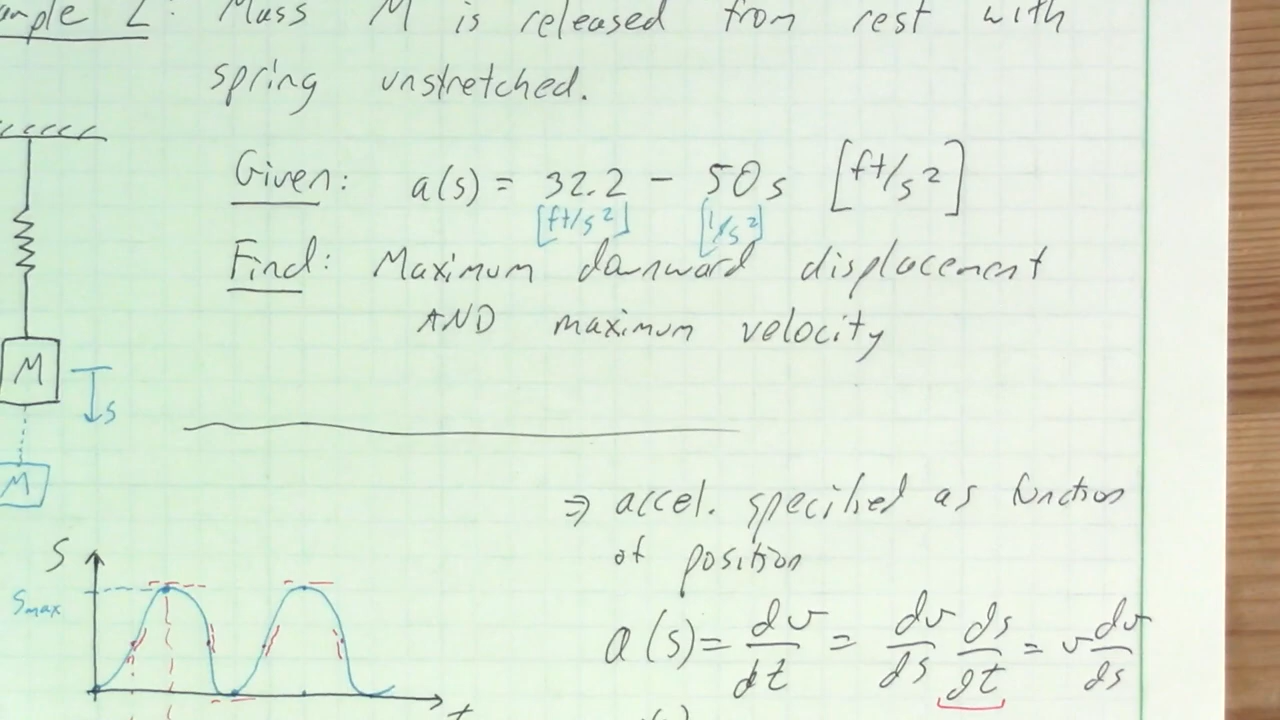 mple 2: Mass M is released from rest with
spring unstretched.
Given: a(s) = 32.2 - 50s [ft/s²]
[ft/s²] [1/s²]
Find: Maximum downward displacement
AND maximum velocity
M
s
M
⇒ accel. specified as function
of position
S
Smax
a(s) = dv/dt = dv/ds ds/dt = v dv/ds
t